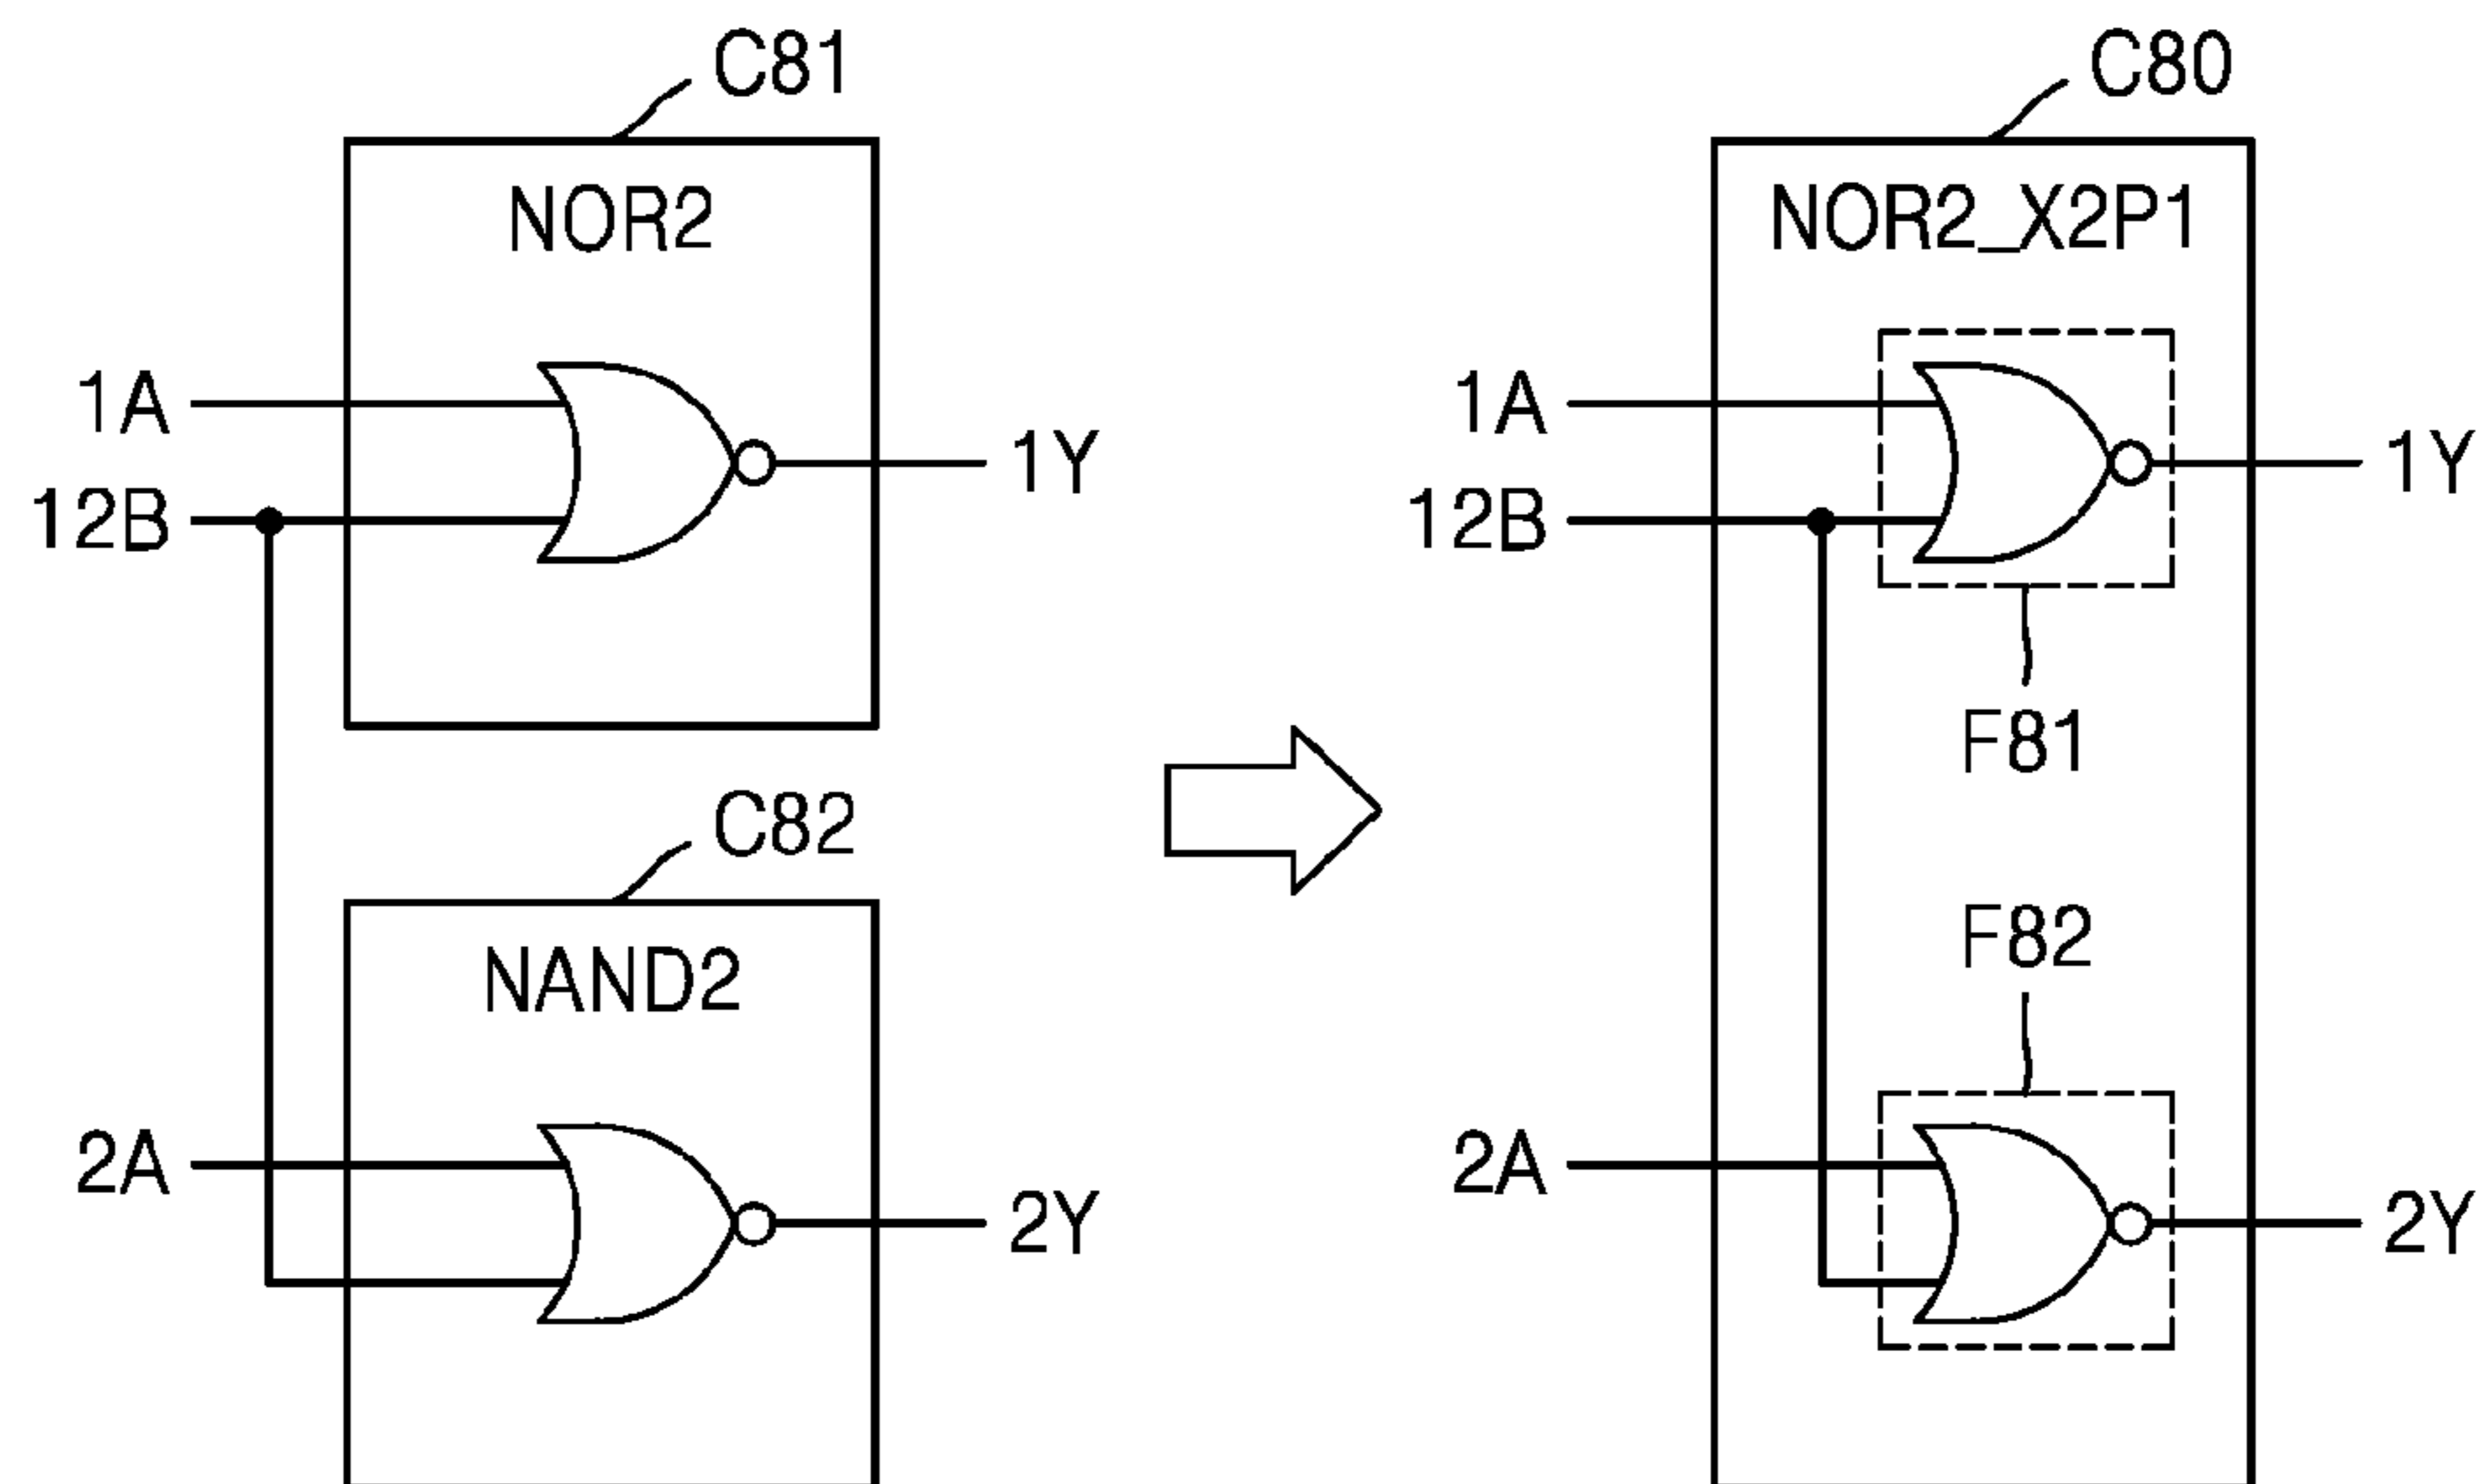 C81
NOR2
1A
12B
1Y
C82
NAND2
2A
2Y
C80
NOR2_X2P1
1A
12B
1Y
F81
F82
2A
2Y